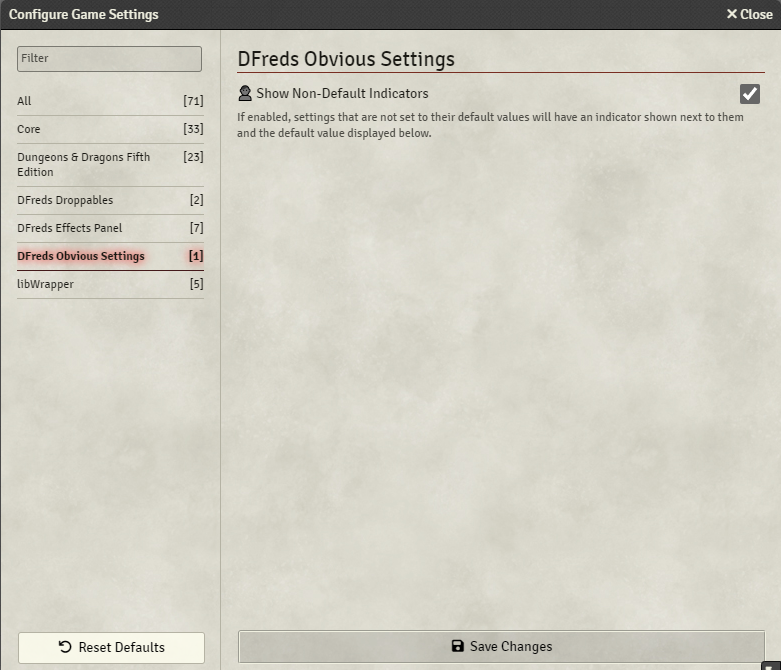 Configure Game Settings
Close
Filter
All [71]
Core [33]
Dungeons & Dragons Fifth [23]
Edition
DFreds Droppables [2]
DFreds Effects Panel [7]
DFreds Obvious Settings [1]
libWrapper [5]
Reset Defaults
DFreds Obvious Settings
Show Non-Default Indicators
If enabled, settings that are not set to their default values will have an indicator shown next to them
and the default value displayed below.
Save Changes